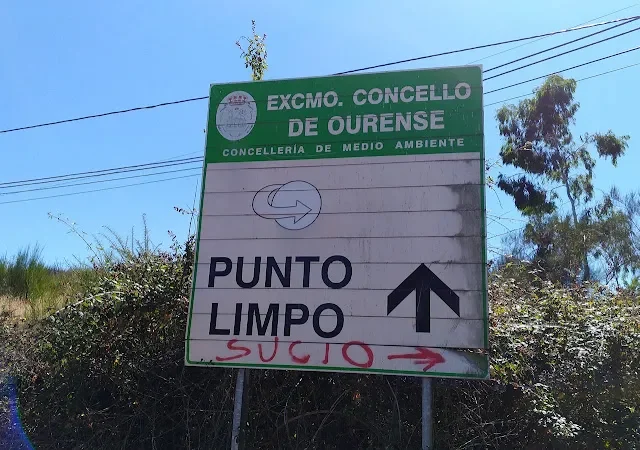 EXCMO. CONCELLO
DE OURENSE
CONCELLERÍA DE MEDIO AMBIENTE
PUNTO
LIMPO
SUCIO